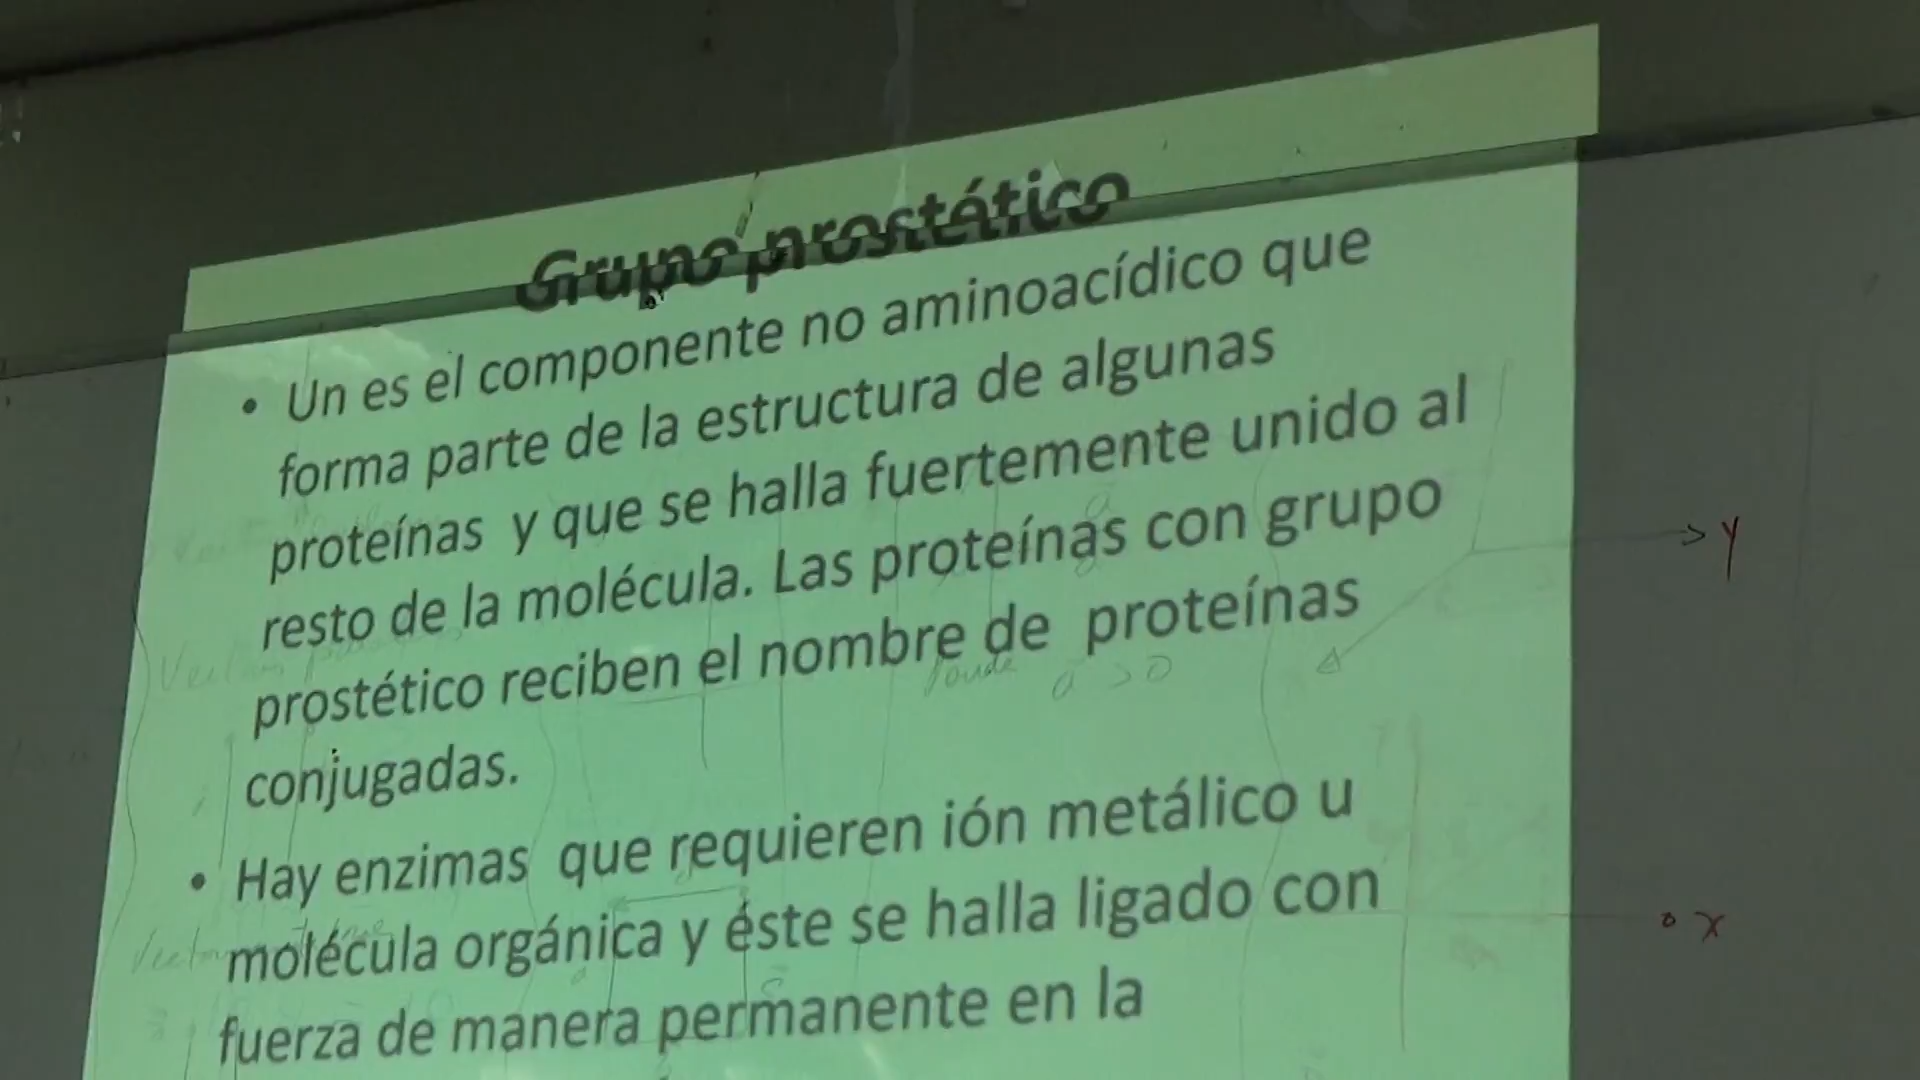 Grupo prostético
• Un es el componente no aminoacídico que
forma parte de la estructura de algunas
proteínas y que se halla fuertemente unido al
resto de la molécula. Las proteínas con grupo
prostético reciben el nombre de proteínas
conjugadas.
• Hay enzimas que requieren ión metálico u
molécula orgánica y éste se halla ligado con
fuerza de manera permanente en la
y
x